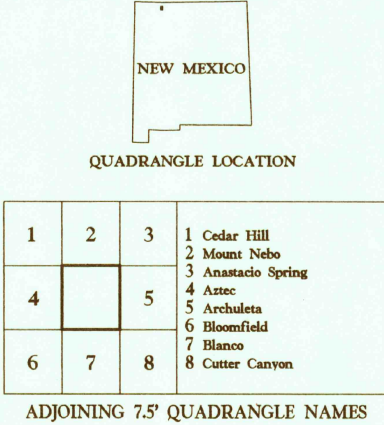 NEW MEXICO
QUADRANGLE LOCATION
1 2 3
4 5
6 7 8
1 Cedar Hill
2 Mount Nebo
3 Anastacio Spring
4 Aztec
5 Archuleta
6 Bloomfield
7 Blanco
8 Cutter Canyon
ADJOINING 7.5' QUADRANGLE NAMES